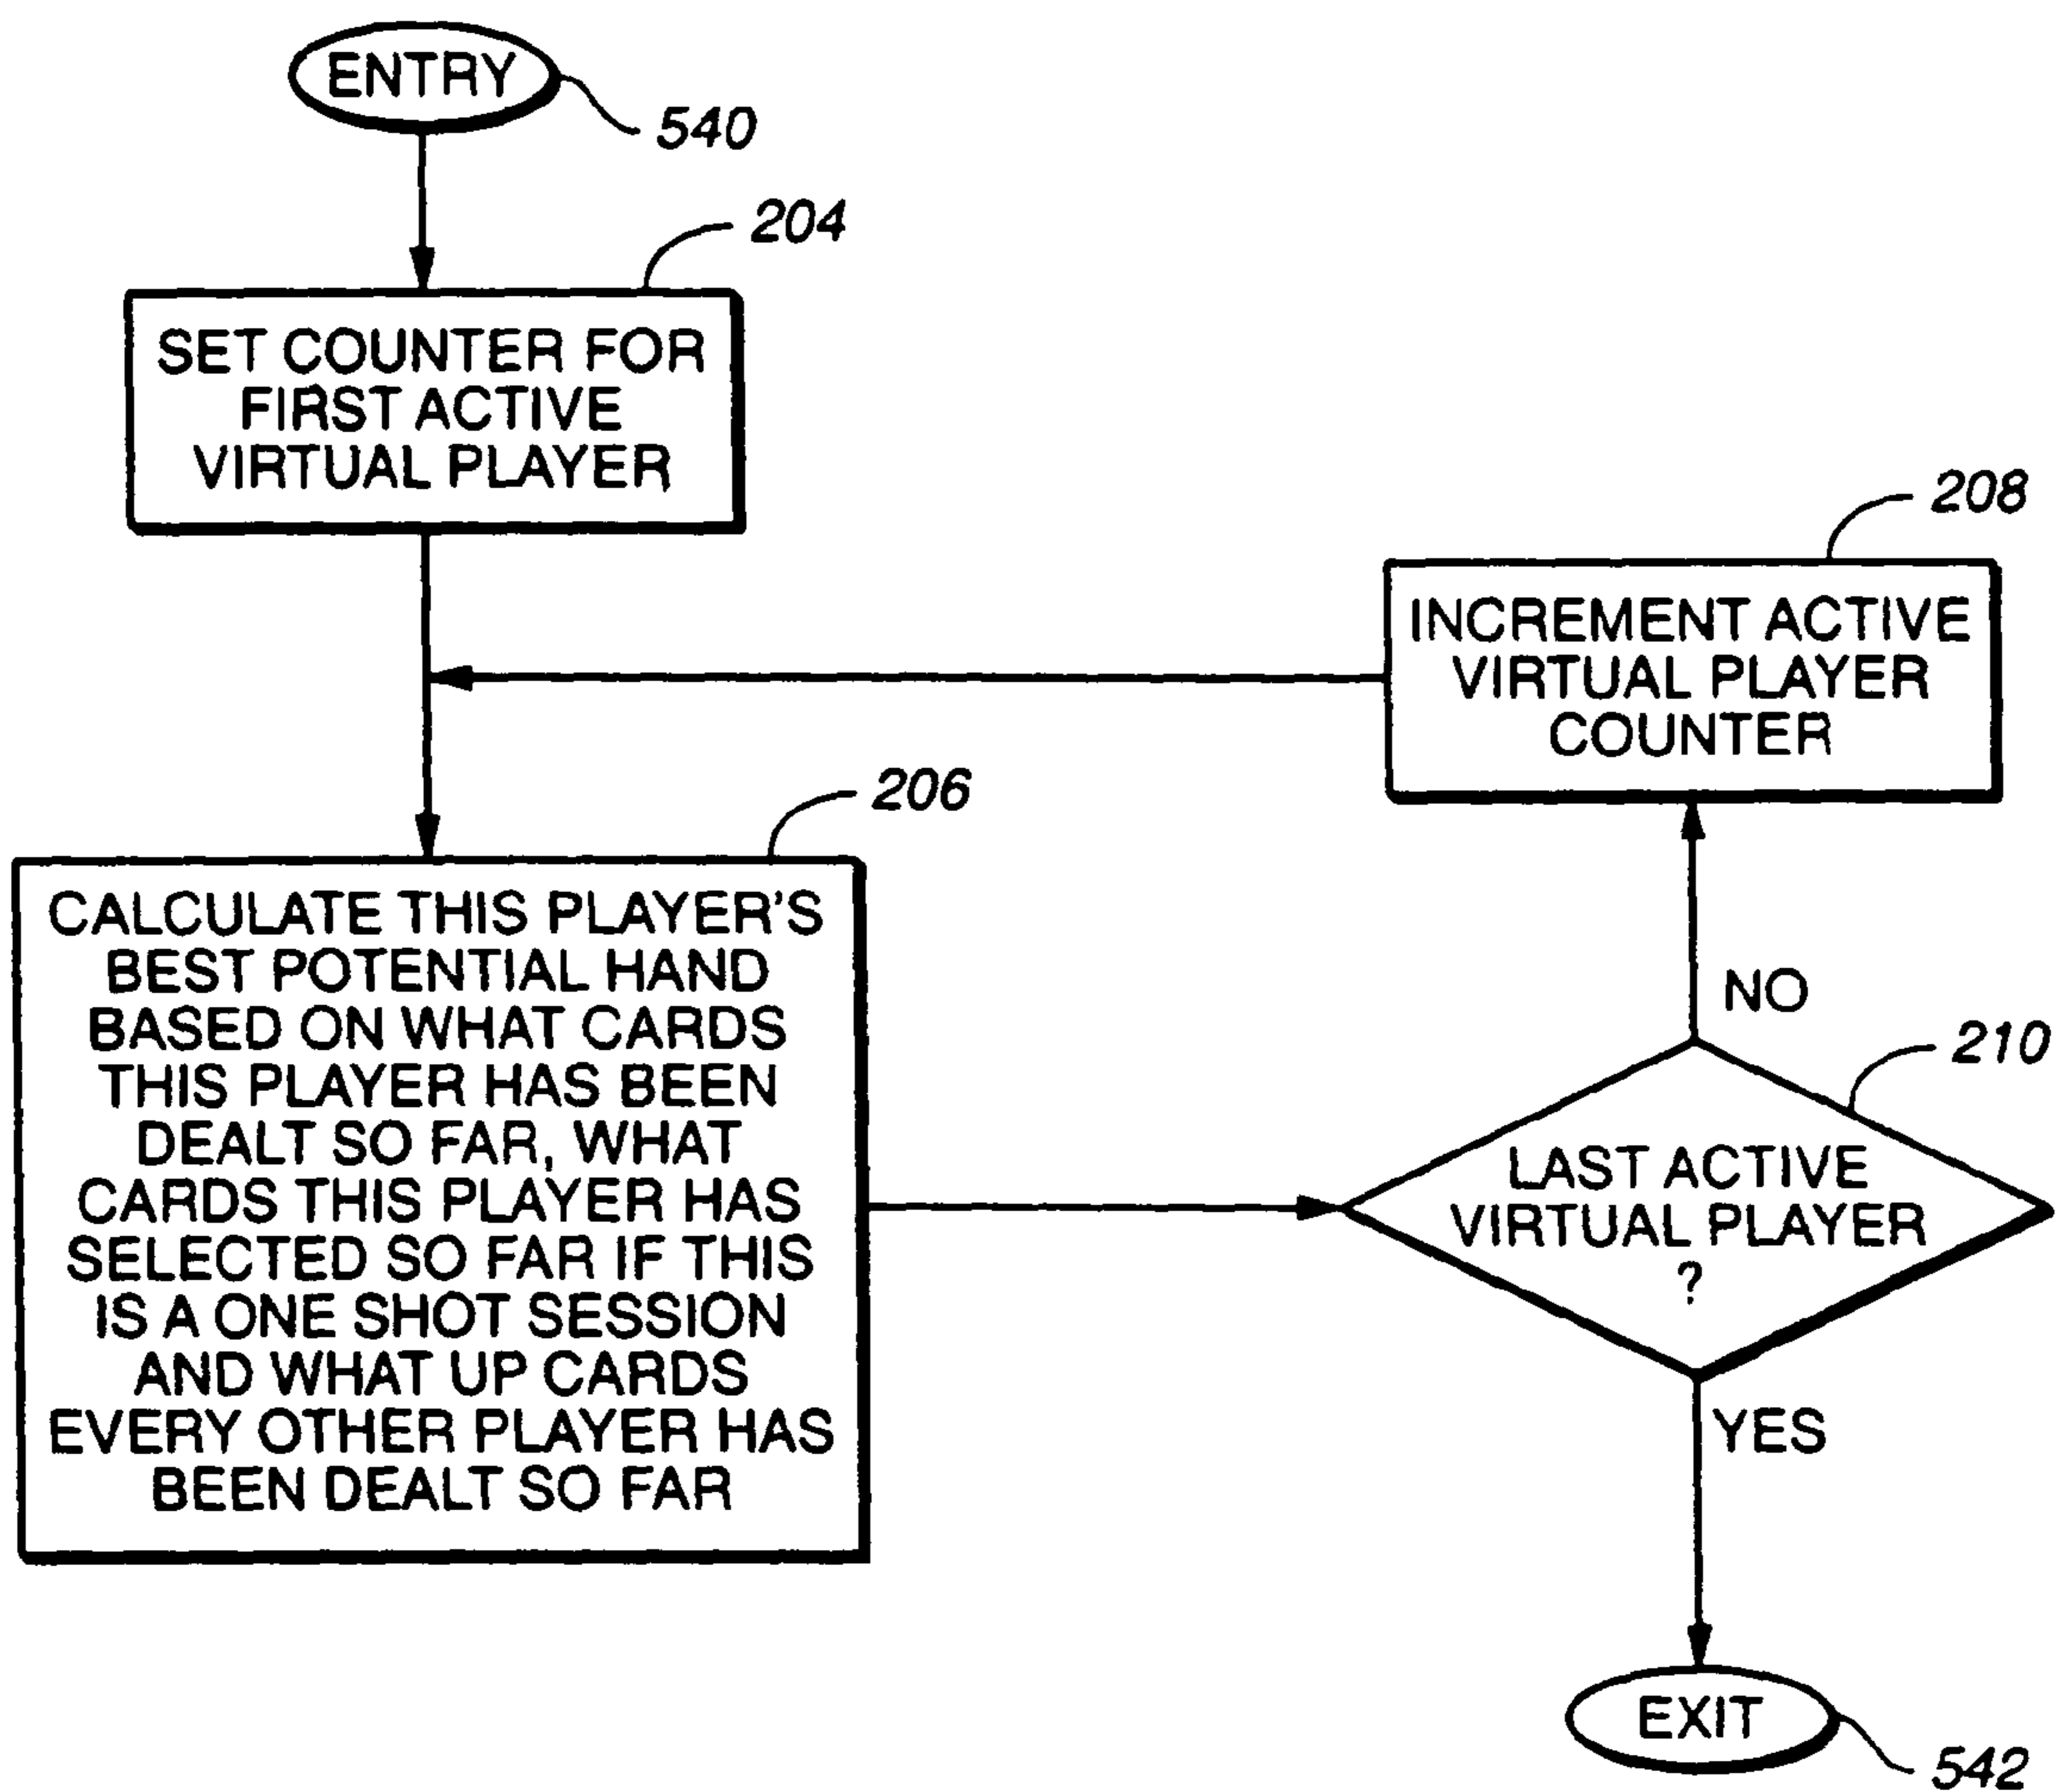 ENTRY
540
204
SET COUNTER FOR
FIRST ACTIVE
VIRTUAL PLAYER
208
INCREMENT ACTIVE
VIRTUAL PLAYER
COUNTER
206
CALCULATE THIS PLAYER'S
BEST POTENTIAL HAND
BASED ON WHAT CARDS
THIS PLAYER HAS BEEN
DEALT SO FAR, WHAT
CARDS THIS PLAYER HAS
SELECTED SO FAR IF THIS
IS A ONE SHOT SESSION
AND WHAT UP CARDS
EVERY OTHER PLAYER HAS
BEEN DEALT SO FAR
NO
210
LAST ACTIVE
VIRTUAL PLAYER
?
YES
EXIT
542